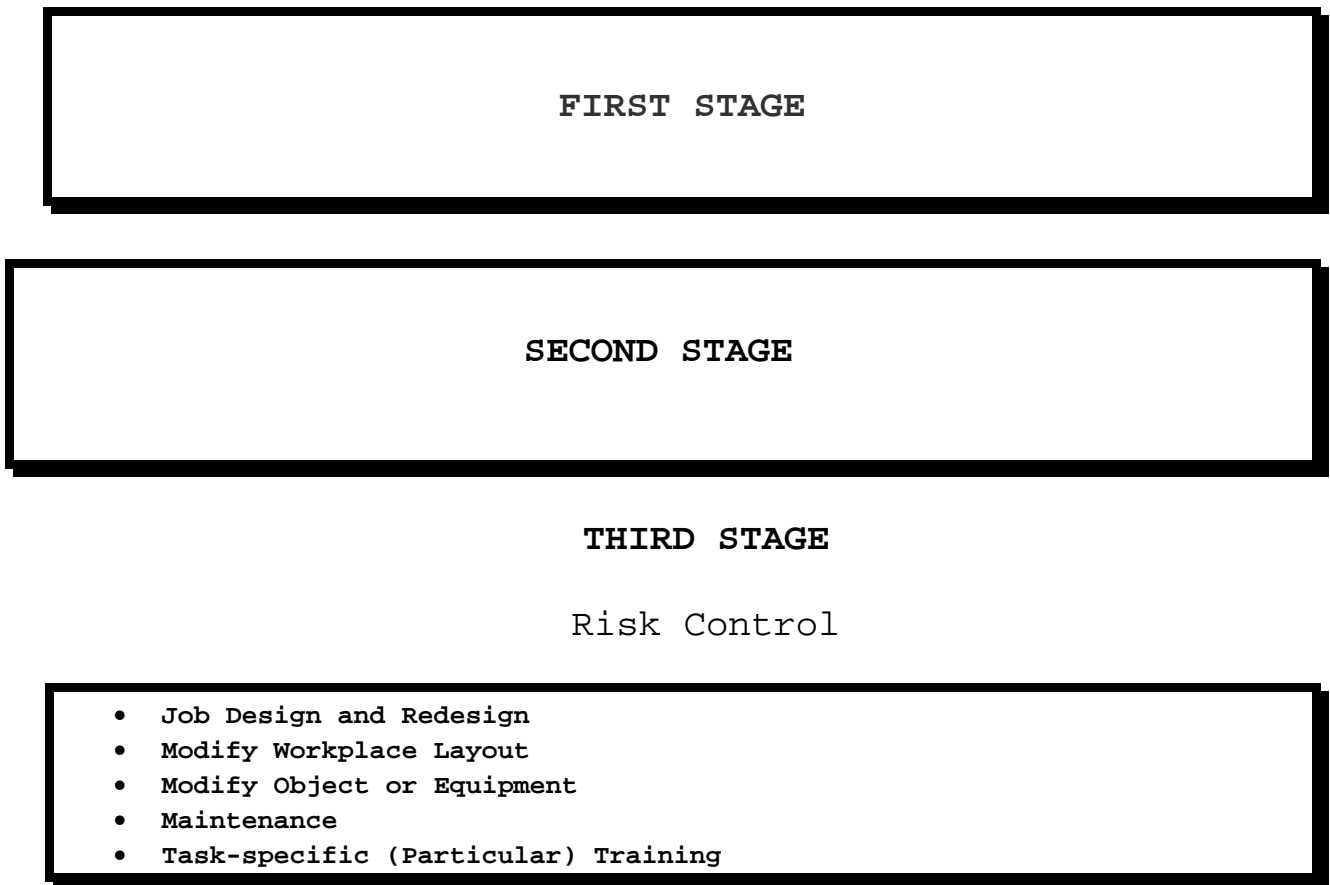 FIRST STAGE
SECOND STAGE
THIRD STAGE
Risk Control
• Job Design and Redesign
• Modify Workplace Layout
• Modify Object or Equipment
• Maintenance
• Task-specific (Particular) Training